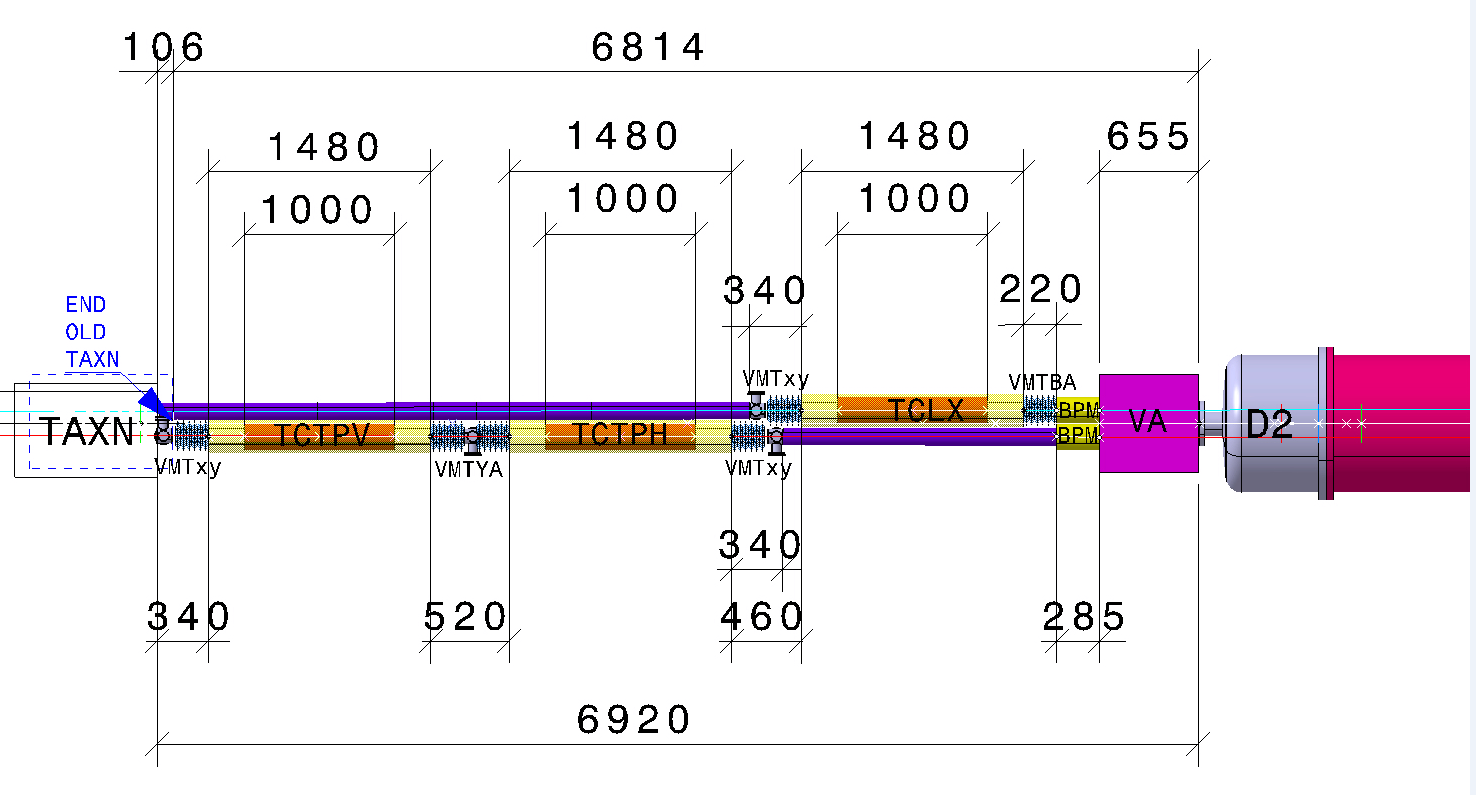 106
6814
1480
1480
1480
655
1000
1000
1000
340
220
END
OLD
TAXN
VMTxy
VMTBA
TAXN
TCTPV
TCTPH
TCLX
BPM
BPM
VA
D2
VMTxy
VMTYA
VMTxy
340
340
520
460
285
6920